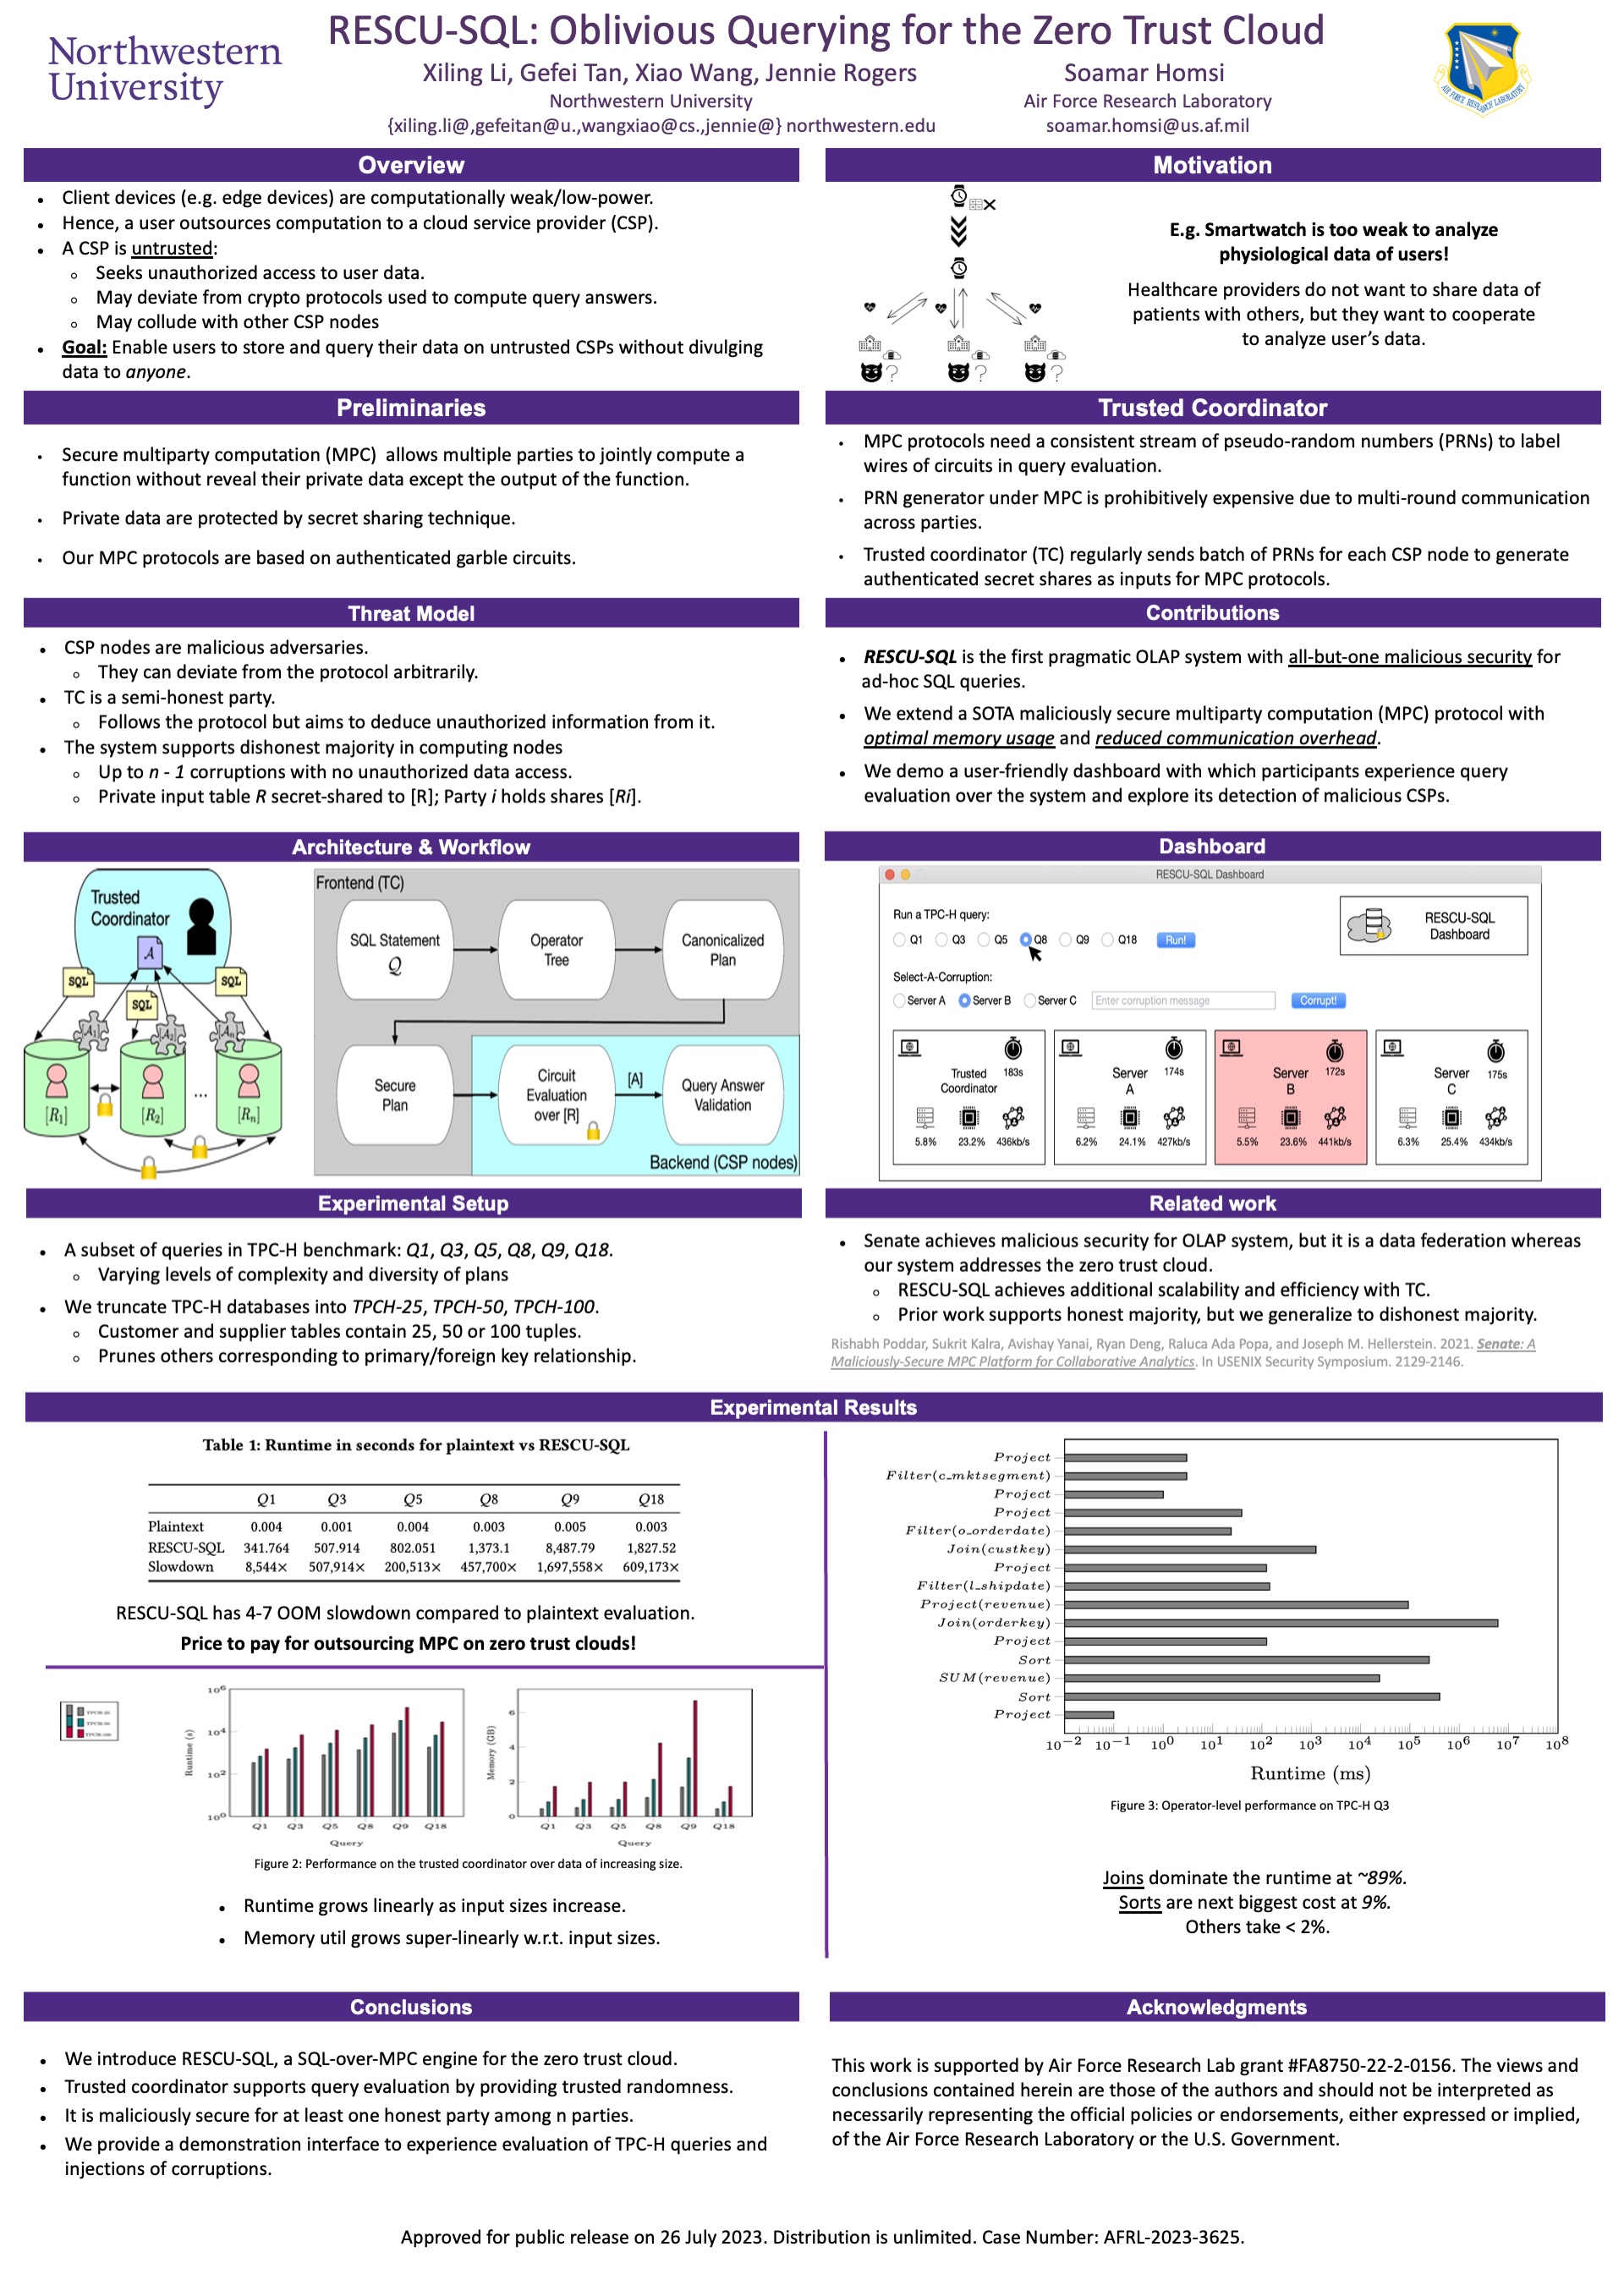 Northwestern
University
RESCU-SQL: Oblivious Querying for the Zero Trust Cloud
Xiling Li, Gefei Tan, Xiao Wang, Jennie Rogers
Northwestern University
{xiling.li@,gefeitan@u.,wangxiao@cs.,jennie@} northwestern.edu
Soamar Homsi
Air Force Research Laboratory
soamar.homsi@us.af.mil
AIR FORCE RESEARCH LABORATORY
Overview
• Client devices (e.g. edge devices) are computationally weak/low-power.
• Hence, a user outsources computation to a cloud service provider (CSP).
• A CSP is untrusted:
o Seeks unauthorized access to user data.
o May deviate from crypto protocols used to compute query answers.
o May collude with other CSP nodes
• Goal: Enable users to store and query their data on untrusted CSPs without divulging
data to anyone.
Motivation
E.g. Smartwatch is too weak to analyze
physiological data of users!
Healthcare providers do not want to share data of
patients with others, but they want to cooperate
to analyze user's data.
? ? ?
Preliminaries
• Secure multiparty computation (MPC) allows multiple parties to jointly compute a
function without reveal their private data except the output of the function.
• Private data are protected by secret sharing technique.
• Our MPC protocols are based on authenticated garble circuits.
Trusted Coordinator
• MPC protocols need a consistent stream of pseudo-random numbers (PRNs) to label
wires of circuits in query evaluation.
• PRN generator under MPC is prohibitively expensive due to multi-round communication
across parties.
• Trusted coordinator (TC) regularly sends batch of PRNs for each CSP node to generate
authenticated secret shares as inputs for MPC protocols.
Threat Model
• CSP nodes are malicious adversaries.
o They can deviate from the protocol arbitrarily.
• TC is a semi-honest party.
o Follows the protocol but aims to deduce unauthorized information from it.
• The system supports dishonest majority in computing nodes
o Up to n - 1 corruptions with no unauthorized data access.
o Private input table R secret-shared to [R]; Party i holds shares [Ri].
Contributions
• RESCU-SQL is the first pragmatic OLAP system with all-but-one malicious security for
ad-hoc SQL queries.
• We extend a SOTA maliciously secure multiparty computation (MPC) protocol with
optimal memory usage and reduced communication overhead.
• We demo a user-friendly dashboard with which participants experience query
evaluation over the system and explore its detection of malicious CSPs.
Architecture & Workflow
Trusted
Coordinator
A
SQL SQL SQL
A1 A2 An
[R1] [R2] ... [Rn]
Frontend (TC)
SQL Statement
Q
Operator
Tree
Canonicalized
Plan
Secure
Plan
Circuit
Evaluation
over [R]
[A]
Query Answer
Validation
Backend (CSP nodes)
Dashboard
RESCU-SQL Dashboard
Run a TPC-H query:
Q1 Q3 Q5 Q8 Q9 Q18 Run!
RESCU-SQL
Dashboard
Select-A-Corruption:
Server A Server B Server C Enter corruption message Corrupt!
Trusted
Coordinator
183s
5.8% 23.2% 436kb/s
Server
A
174s
6.2% 24.1% 427kb/s
Server
B
172s
5.5% 23.6% 441kb/s
Server
C
175s
6.3% 25.4% 434kb/s
Experimental Setup
• A subset of queries in TPC-H benchmark: Q1, Q3, Q5, Q8, Q9, Q18.
o Varying levels of complexity and diversity of plans
• We truncate TPC-H databases into TPCH-25, TPCH-50, TPCH-100.
o Customer and supplier tables contain 25, 50 or 100 tuples.
o Prunes others corresponding to primary/foreign key relationship.
Related work
• Senate achieves malicious security for OLAP system, but it is a data federation whereas
our system addresses the zero trust cloud.
o RESCU-SQL achieves additional scalability and efficiency with TC.
o Prior work supports honest majority, but we generalize to dishonest majority.
Rishabh Poddar, Sukrit Kalra, Avishay Yanai, Ryan Deng, Raluca Ada Popa, and Joseph M. Hellerstein. 2021. Senate: A
Maliciously-Secure MPC Platform for Collaborative Analytics. In USENIX Security Symposium. 2129-2146.
Experimental Results
Table 1: Runtime in seconds for plaintext vs RESCU-SQL
Q1 Q3 Q5 Q8 Q9 Q18
Plaintext 0.004 0.001 0.004 0.003 0.005 0.003
RESCU-SQL 341.764 507.914 802.051 1,373.1 8,487.79 1,827.52
Slowdown 8,544× 507,914× 200,513× 457,700× 1,697,558× 609,173×
RESCU-SQL has 4-7 OOM slowdown compared to plaintext evaluation.
Price to pay for outsourcing MPC on zero trust clouds!
TPCH-25
TPCH-50
TPCH-100
Runtime (s)
10^6
10^4
10^2
10^0
Q1 Q3 Q5 Q8 Q9 Q18
Query
Memory (GB)
6
4
2
0
Q1 Q3 Q5 Q8 Q9 Q18
Query
Figure 2: Performance on the trusted coordinator over data of increasing size.
• Runtime grows linearly as input sizes increase.
• Memory util grows super-linearly w.r.t. input sizes.
Project
Filter(c_mktsegment)
Project
Project
Filter(o_orderdate)
Join(custkey)
Project
Filter(l_shipdate)
Project(revenue)
Join(orderkey)
Project
Sort
SUM(revenue)
Sort
Project
10^−2 10^−1 10^0 10^1 10^2 10^3 10^4 10^5 10^6 10^7 10^8
Runtime (ms)
Figure 3: Operator-level performance on TPC-H Q3
Joins dominate the runtime at ~89%.
Sorts are next biggest cost at 9%.
Others take < 2%.
Conclusions
• We introduce RESCU-SQL, a SQL-over-MPC engine for the zero trust cloud.
• Trusted coordinator supports query evaluation by providing trusted randomness.
• It is maliciously secure for at least one honest party among n parties.
• We provide a demonstration interface to experience evaluation of TPC-H queries and
injections of corruptions.
Acknowledgments
This work is supported by Air Force Research Lab grant #FA8750-22-2-0156. The views and
conclusions contained herein are those of the authors and should not be interpreted as
necessarily representing the official policies or endorsements, either expressed or implied,
of the Air Force Research Laboratory or the U.S. Government.
Approved for public release on 26 July 2023. Distribution is unlimited. Case Number: AFRL-2023-3625.